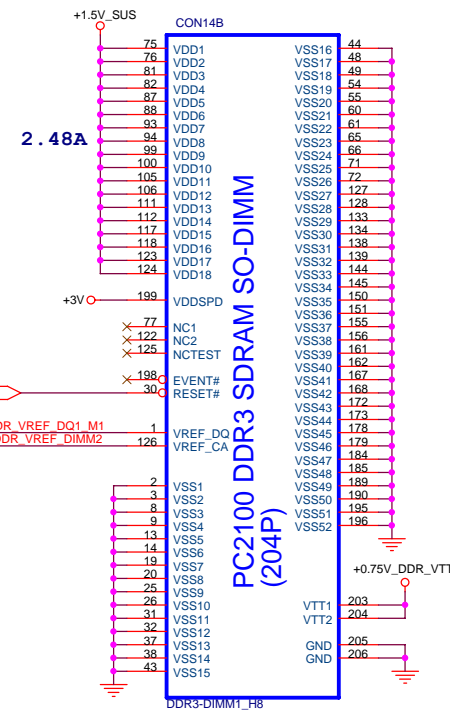 +1.5V_SUS
CON14B
2.48A
75 VDD1
76 VDD2
81 VDD3
82 VDD4
87 VDD5
88 VDD6
93 VDD7
94 VDD8
99 VDD9
100 VDD10
105 VDD11
106 VDD12
111 VDD13
112 VDD14
117 VDD15
118 VDD16
123 VDD17
124 VDD18
+3V 199 VDDSPD
77 NC1
122 NC2
125 NCTEST
198 EVENT#
30 RESET#
DR_VREF_DQ1_M1 1 VREF_DQ
DDR_VREF_DIMM2 126 VREF_CA
2 VSS1
3 VSS2
8 VSS3
9 VSS4
13 VSS5
14 VSS6
19 VSS7
20 VSS8
25 VSS9
26 VSS10
31 VSS11
32 VSS12
37 VSS13
38 VSS14
43 VSS15
PC2100 DDR3 SDRAM SO-DIMM
(204P)
VSS16 44
VSS17 48
VSS18 49
VSS19 54
VSS20 55
VSS21 60
VSS22 61
VSS23 65
VSS24 66
VSS25 71
VSS26 72
VSS27 127
VSS28 128
VSS29 133
VSS30 134
VSS31 138
VSS32 139
VSS33 144
VSS34 145
VSS35 150
VSS36 151
VSS37 155
VSS38 156
VSS39 161
VSS40 162
VSS41 167
VSS42 168
VSS43 172
VSS44 173
VSS45 178
VSS46 179
VSS47 184
VSS48 185
VSS49 189
VSS50 190
VSS51 195
VSS52 196
+0.75V_DDR_VTT
VTT1 203
VTT2 204
GND 205
GND 206
DDR3-DIMM1_H8